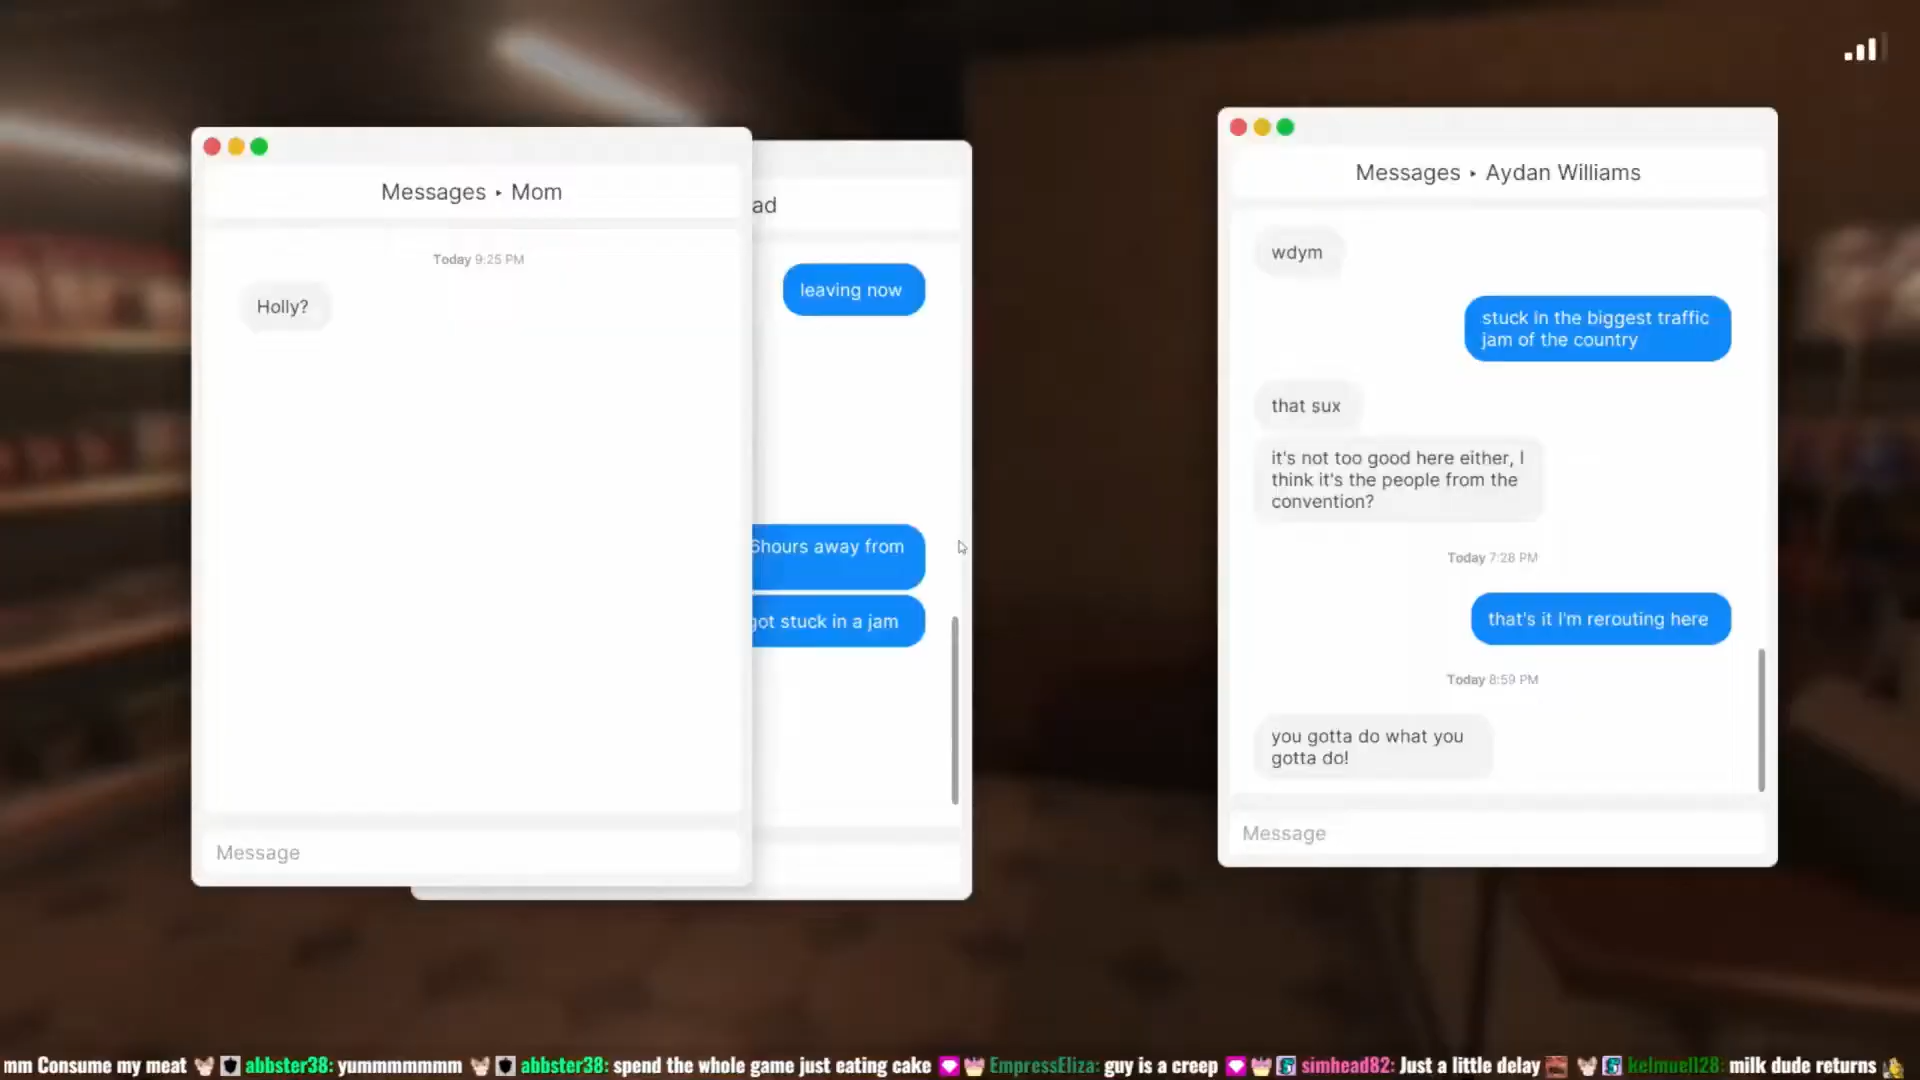 Messages ‣ Mom
Today 9:25 PM
Holly?
Message
ad
leaving now
6hours away from
got stuck in a jam
Messages ‣ Aydan Williams
wdym
stuck in the biggest traffic
jam of the country
that sux
it's not too good here either, I
think it's the people from the
convention?
Today 7:28 PM
that's it I'm rerouting here
Today 8:59 PM
you gotta do what you
gotta do!
Message
mm Consume my meat abbster38: yummmmmmm abbster38: spend the whole game just eating cake EmpressEliza: guy is a creep simhead82: Just a little delay kelmuell28: milk dude returns